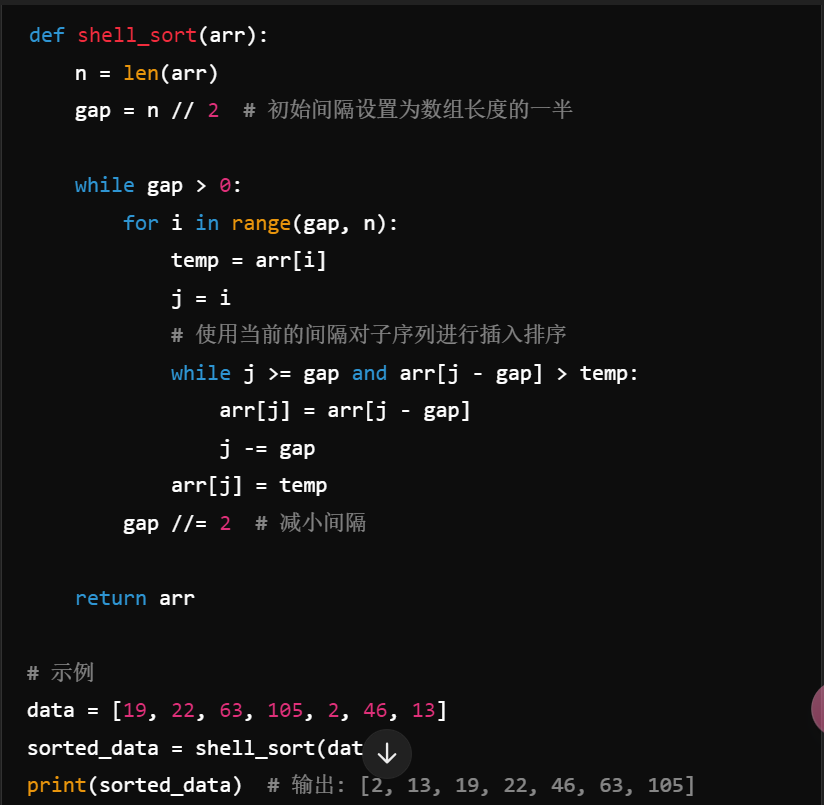 def shell_sort(arr):
    n = len(arr)
    gap = n // 2  # 初始间隔设置为数组长度的一半
    while gap > 0:
        for i in range(gap, n):
            temp = arr[i]
            j = i
            # 使用当前的间隔对子序列进行插入排序
            while j >= gap and arr[j - gap] > temp:
                arr[j] = arr[j - gap]
                j -= gap
            arr[j] = temp
        gap //= 2  # 减小间隔
    return arr
# 示例
data = [19, 22, 63, 105, 2, 46, 13]
sorted_data = shell_sort(dat
print(sorted_data)  # 输出: [2, 13, 19, 22, 46, 63, 105]